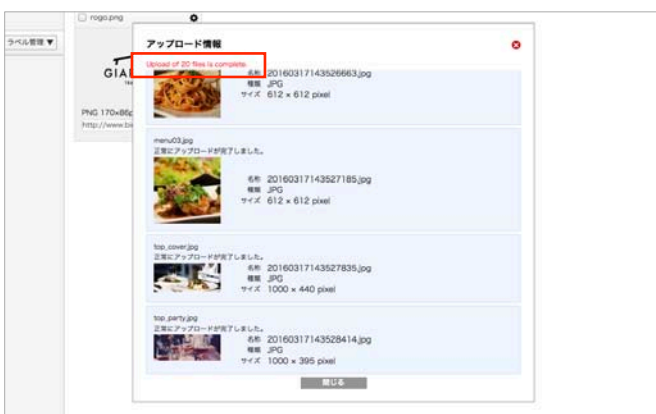 rogo.png
ラベル管理 ▼
アップロード情報
Upload of 20 files is complete.
GIA
PNG 170×86p
http://www.bi
名称 20160317143526663.jpg
種類 JPG
サイズ 612 × 612 pixel
menu03.jpg
正常にアップロードが完了しました。
名称 20160317143527185.jpg
種類 JPG
サイズ 612 × 612 pixel
top_cover.jpg
正常にアップロードが完了しました。
名称 20160317143527835.jpg
種類 JPG
サイズ 1000 × 440 pixel
top_party.jpg
正常にアップロードが完了しました。
名称 20160317143528414.jpg
種類 JPG
サイズ 1000 × 395 pixel
閉じる